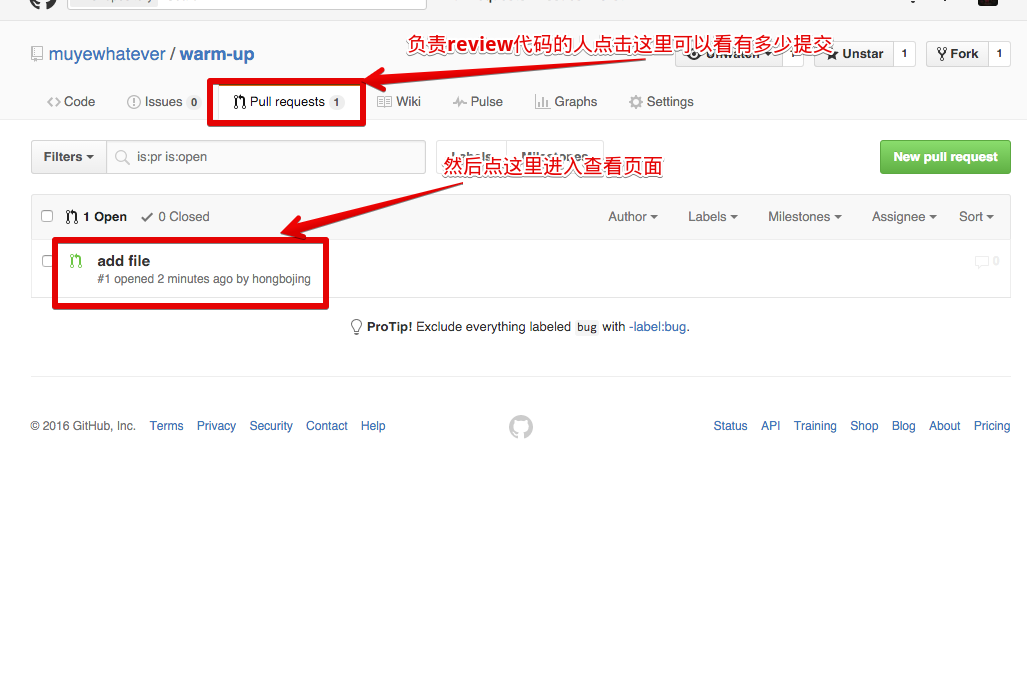 负责review代码的人点击这里可以看有多少提交
muyewhatever / warm-up
Unwatch 1 Unstar 1 Fork 1
Code Issues 0 Pull requests 1 Wiki Pulse Graphs Settings
Filters is:pr is:open Labels Milestones New pull request
然后点这里进入查看页面
1 Open 0 Closed Author Labels Milestones Assignee Sort
add file 0
#1 opened 2 minutes ago by hongbojing
ProTip! Exclude everything labeled bug with -label:bug.
© 2016 GitHub, Inc. Terms Privacy Security Contact Help Status API Training Shop Blog About Pricing